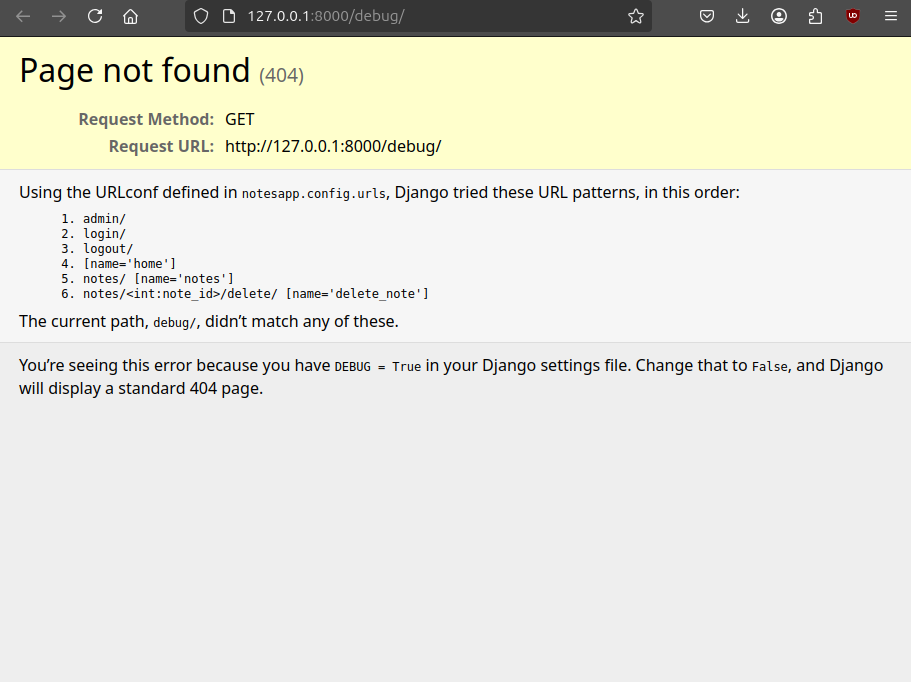 127.0.0.1:8000/debug/
Page not found (404)
Request Method: GET
Request URL: http://127.0.0.1:8000/debug/
Using the URLconf defined in notesapp.config.urls, Django tried these URL patterns, in this order:
1. admin/
2. login/
3. logout/
4. [name='home']
5. notes/ [name='notes']
6. notes/<int:note_id>/delete/ [name='delete_note']
The current path, debug/, didn’t match any of these.
You’re seeing this error because you have DEBUG = True in your Django settings file. Change that to False, and Django
will display a standard 404 page.